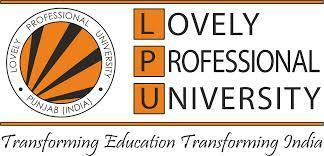 LOVELY PROFESSIONAL UNIVERSITY
PUNJAB (INDIA)
LOVELY
PROFESSIONAL
UNIVERSITY
Transforming Education Transforming India